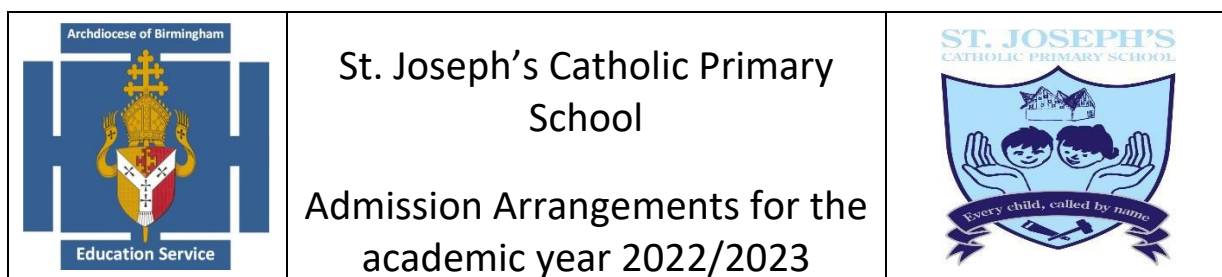 Archdiocese of Birmingham
Education Service
St. Joseph’s Catholic Primary
School
Admission Arrangements for the
academic year 2022/2023
ST. JOSEPH'S
CATHOLIC PRIMARY SCHOOL
Every child, called by name